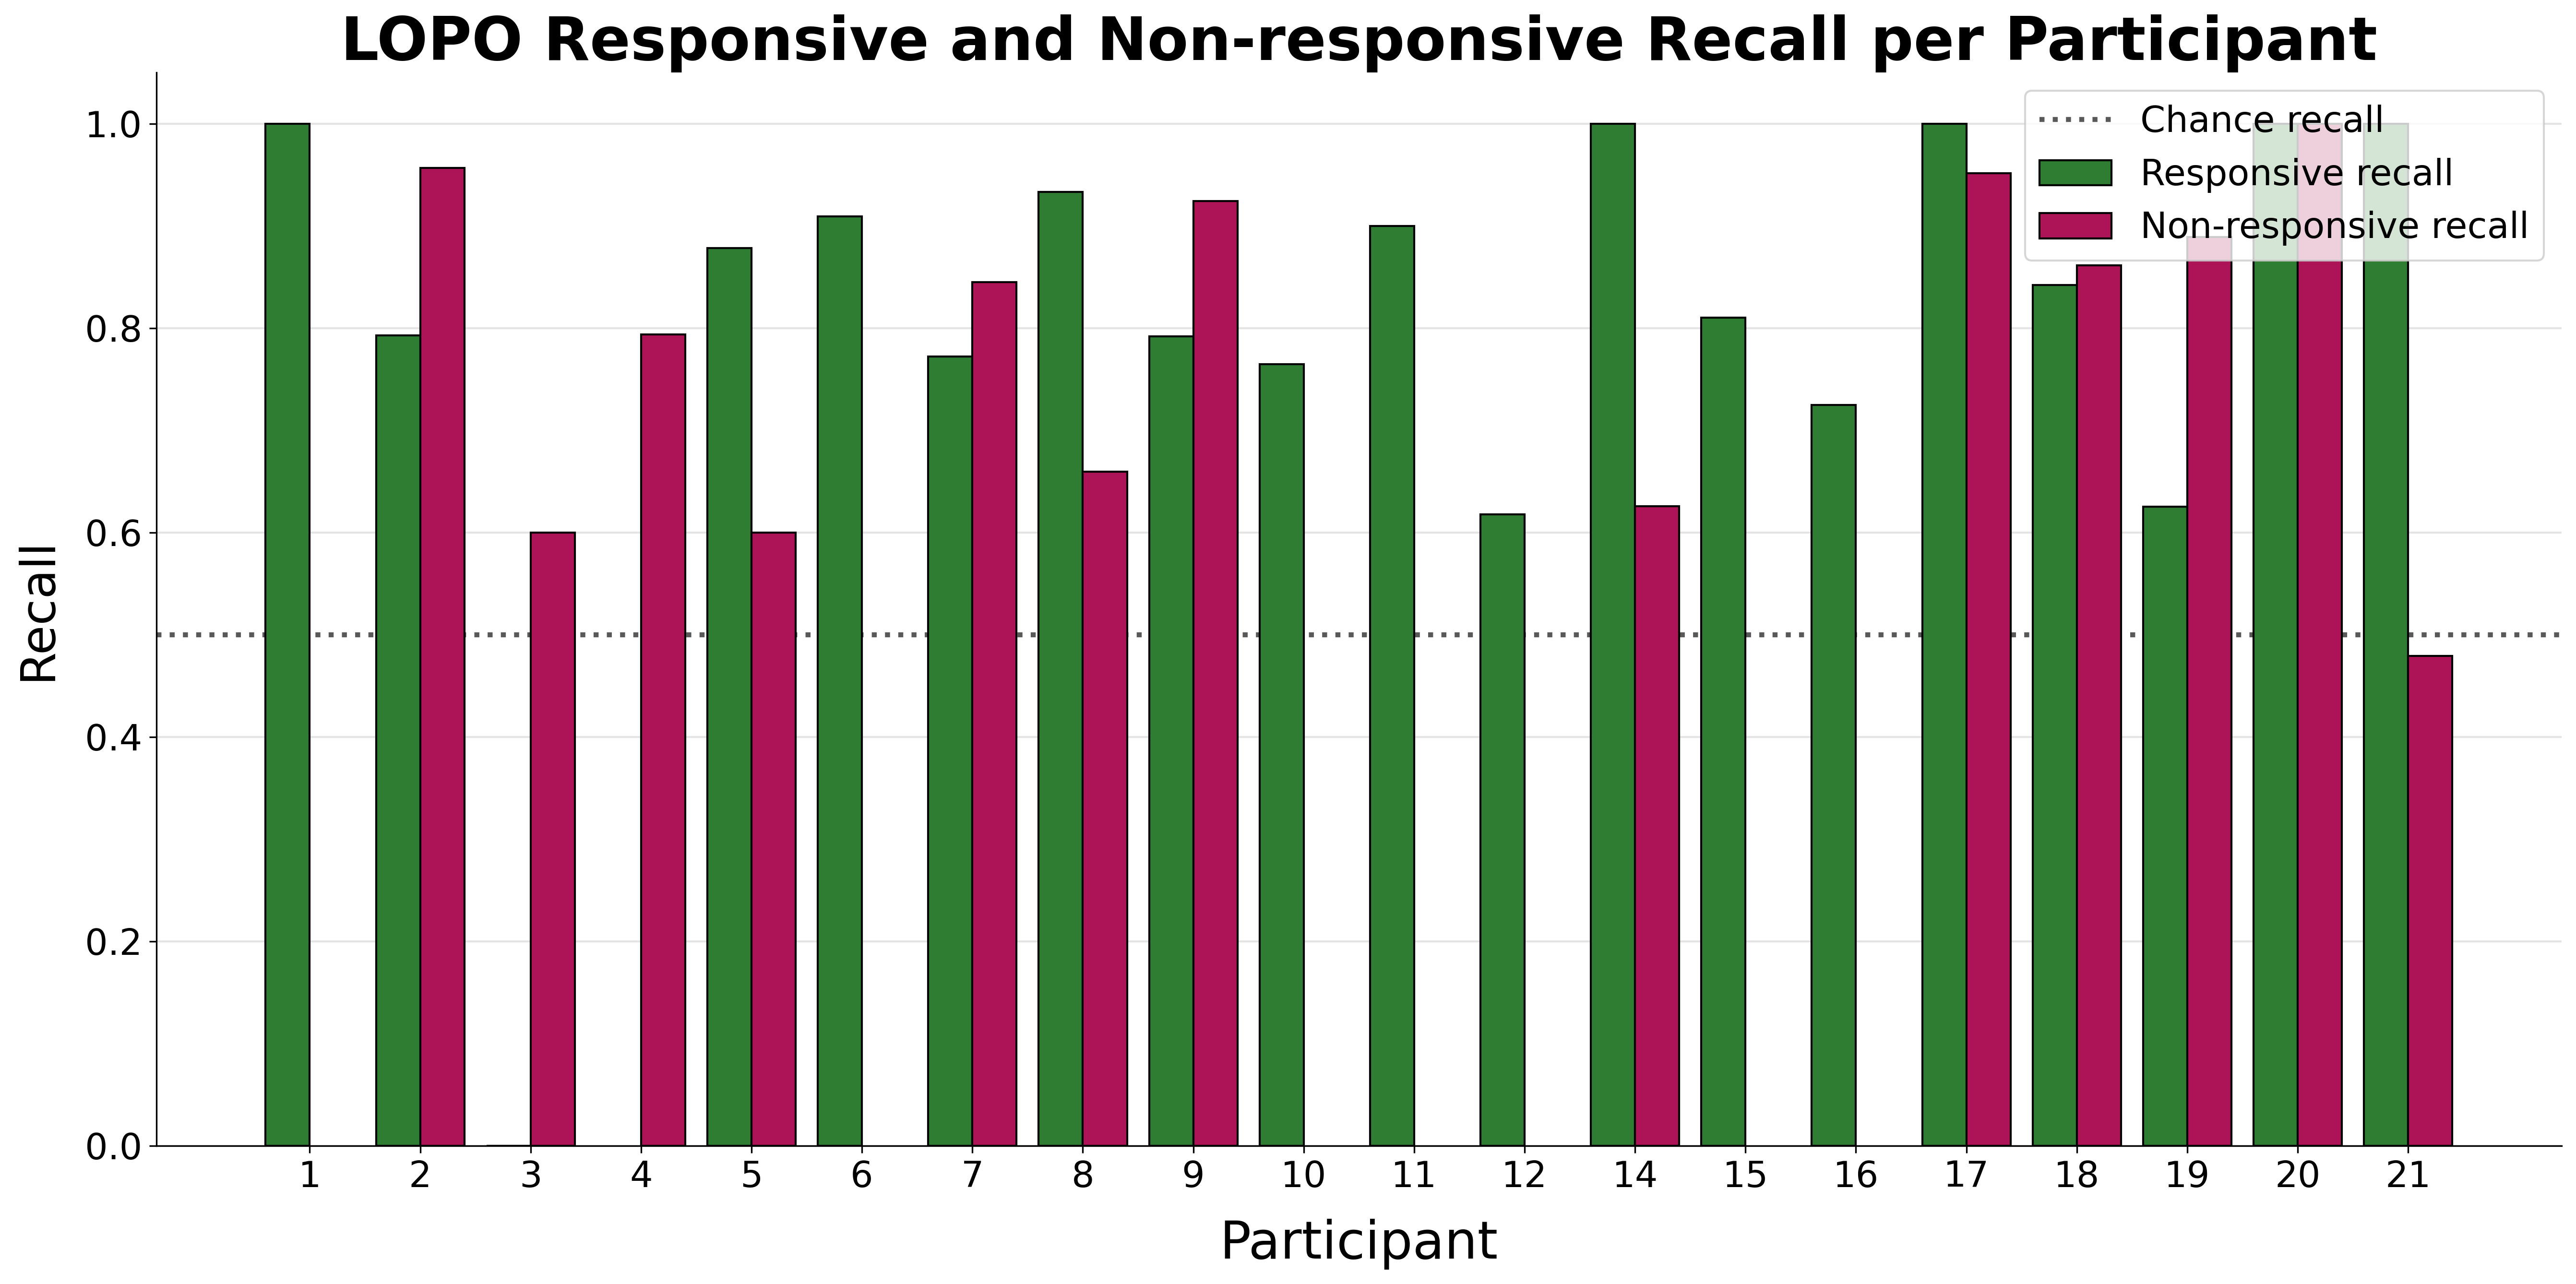 LOPO Responsive and Non-responsive Recall per Participant
Chance recall
Responsive recall
Non-responsive recall
1.0
0.8
0.6
0.4
0.2
0.0
Recall
1 2 3 4 5 6 7 8 9 10 11 12 14 15 16 17 18 19 20 21
Participant